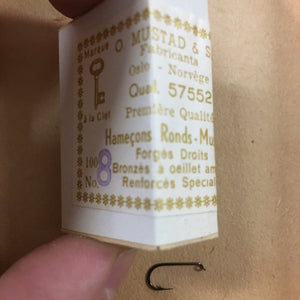 Marque
à la Clef
O MUSTAD & S
Fabricants
Oslo - Norvège
Qual. 57552
Première Qualité
Hameçons Ronds-Mu
Forgés Droits
Bronzés à oeillet am
Renforcés Special
100
No. 8